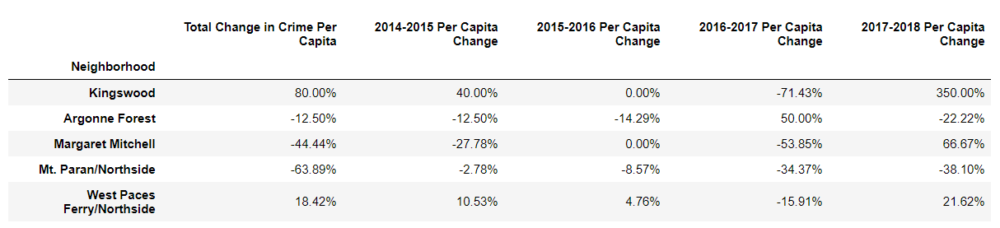 Total Change in Crime Per Capita 2014-2015 Per Capita Change 2015-2016 Per Capita Change 2016-2017 Per Capita Change 2017-2018 Per Capita Change
Neighborhood
Kingswood 80.00% 40.00% 0.00% -71.43% 350.00%
Argonne Forest -12.50% -12.50% -14.29% 50.00% -22.22%
Margaret Mitchell -44.44% -27.78% 0.00% -53.85% 66.67%
Mt. Paran/Northside -63.89% -2.78% -8.57% -34.37% -38.10%
West Paces Ferry/Northside 18.42% 10.53% 4.76% -15.91% 21.62%